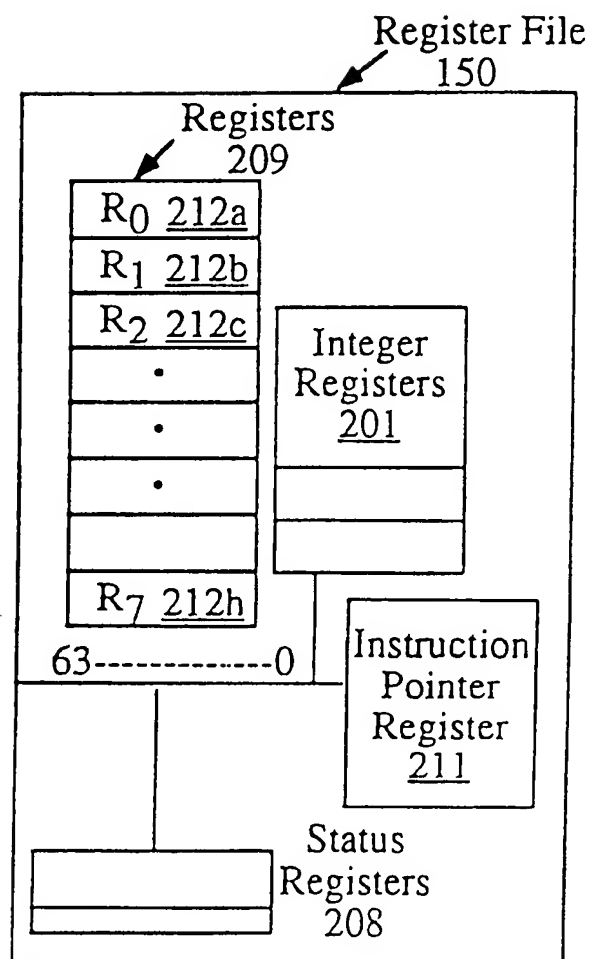 Register File
150
Registers
209
R0 212a
R1 212b
R2 212c
•
•
•
R7 212h
63-------------0
Integer
Registers
201
Instruction
Pointer
Register
211
Status
Registers
208